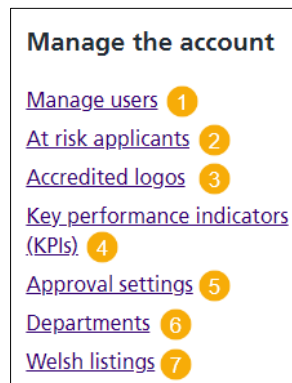 Manage the account
Manage users 1
At risk applicants 2
Accredited logos 3
Key performance indicators
(KPIs) 4
Approval settings 5
Departments 6
Welsh listings 7